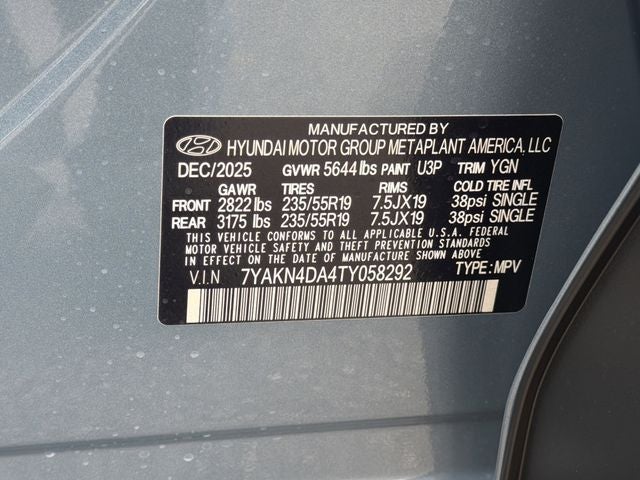 MANUFACTURED BY
HYUNDAI MOTOR GROUP METAPLANT AMERICA, LLC
DEC/2025 GVWR 5644 lbs PAINT U3P TRIM YGN
GAWR TIRES RIMS COLD TIRE INFL
FRONT 2822 lbs 235/55R19 7.5JX19 38psi SINGLE
REAR 3175 lbs 235/55R19 7.5JX19 38psi SINGLE
THIS VEHICLE CONFORMS TO ALL APPLICABLE U.S.A. FEDERAL
MOTOR VEHICLE SAFETY AND THEFT PREVENTION STANDARDS
IN EFFECT ON THE DATE OF MANUFACTURE SHOWN ABOVE.
V.I.N 7YAKN4DA4TY058292 TYPE: MPV